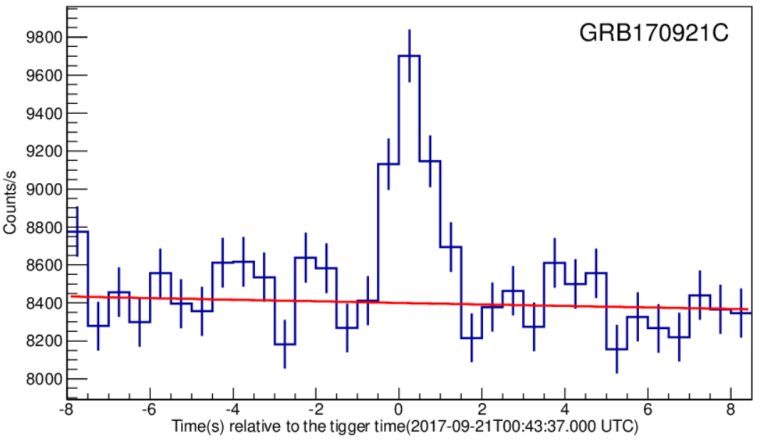 GRB170921C
Counts/s
9800
9600
9400
9200
9000
8800
8600
8400
8200
8000
-8 -6 -4 -2 0 2 4 6 8
Time(s) relative to the tigger time(2017-09-21T00:43:37.000 UTC)